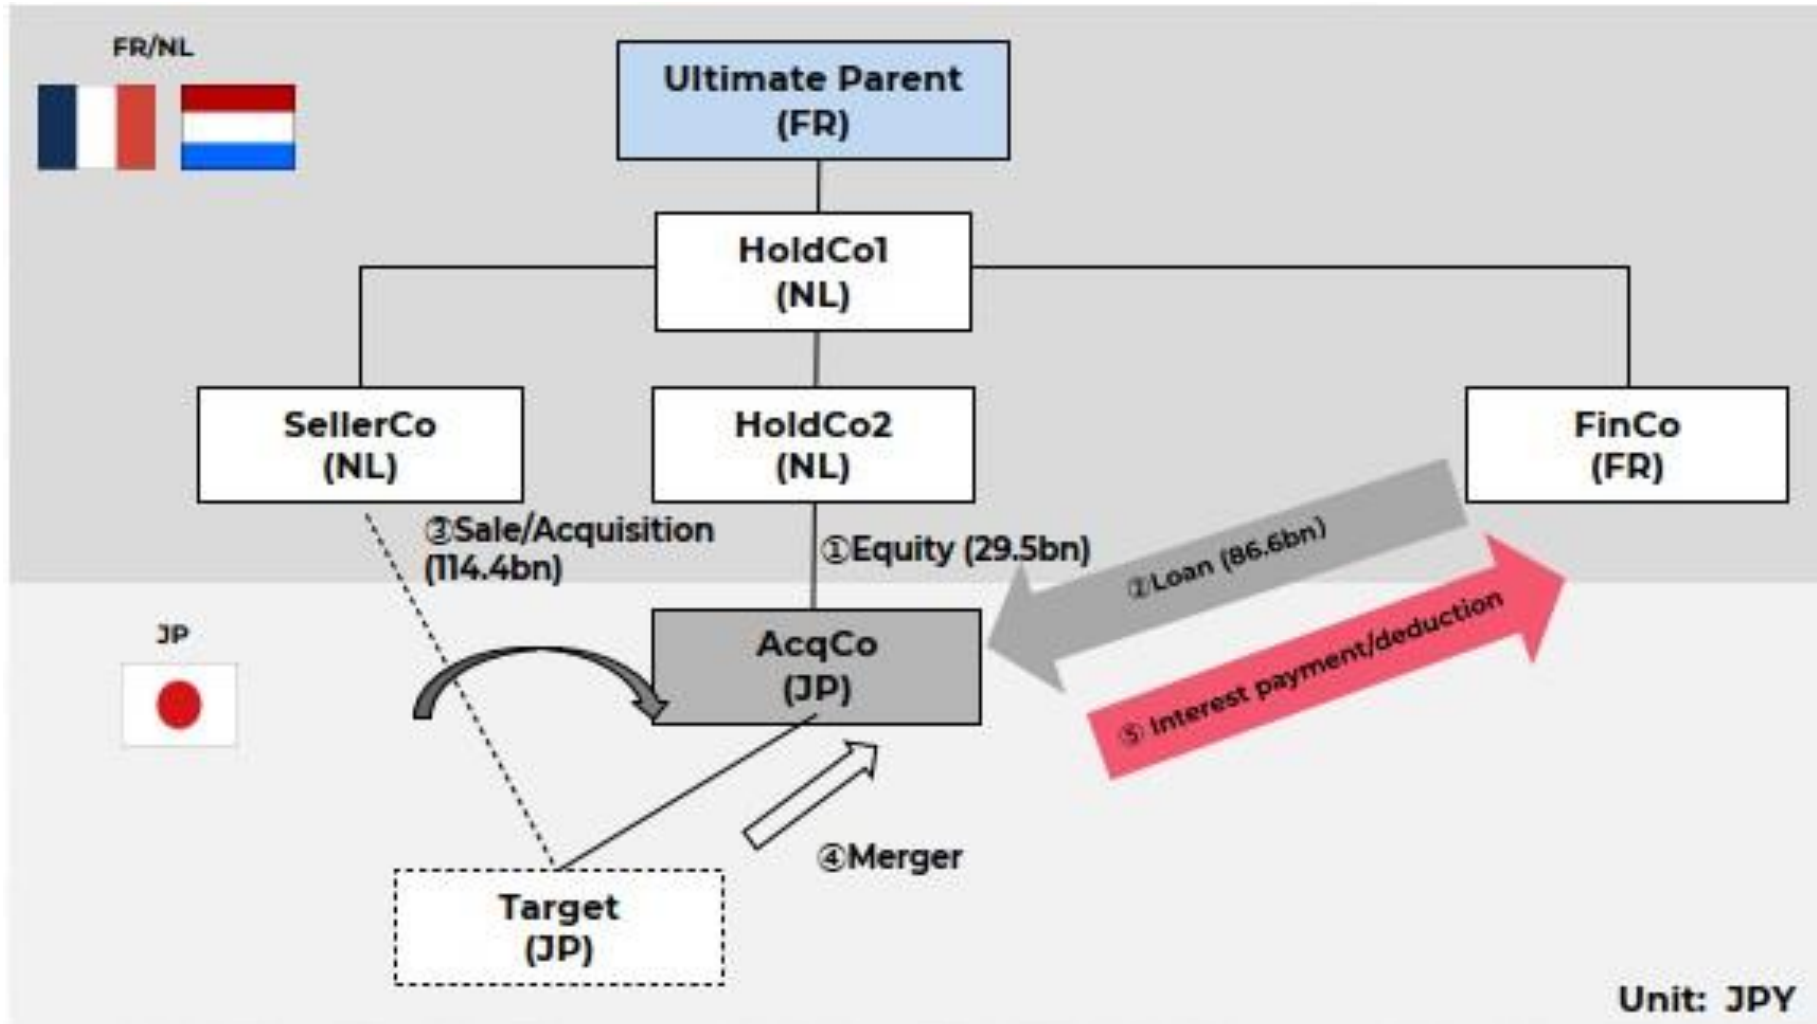 FR/NL
Ultimate Parent
(FR)
HoldCo1
(NL)
SellerCo
(NL)
HoldCo2
(NL)
FinCo
(FR)
③Sale/Acquisition
(114.4bn)
①Equity (29.5bn)
②Loan (86.6bn)
⑤ Interest payment/deduction
JP
AcqCo
(JP)
④Merger
Target
(JP)
Unit: JPY